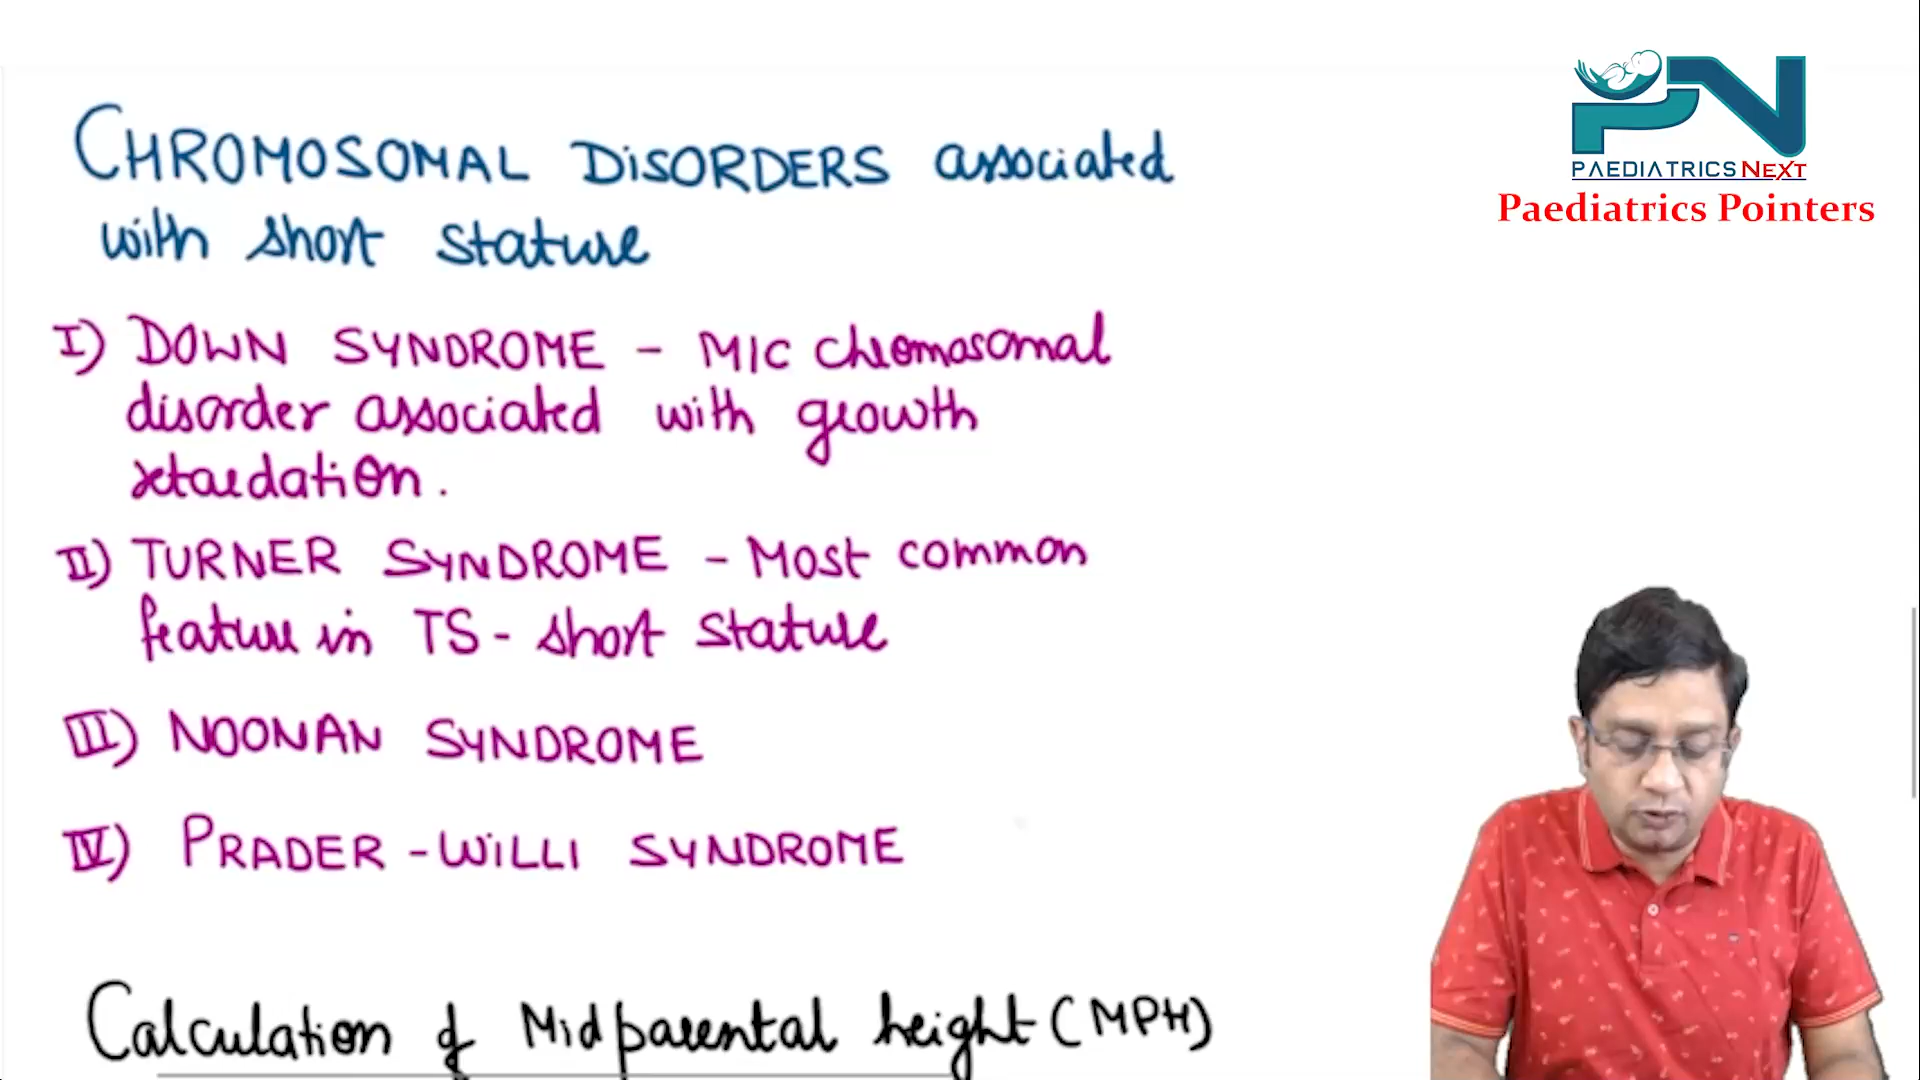 PN
PAEDIATRICS NEXT
Paediatrics Pointers
CHROMOSOMAL DISORDERS associated
with short stature
I) DOWN SYNDROME - M/C chromosomal
disorder associated with growth
retardation.
II) TURNER SYNDROME - Most common
feature in TS - short stature
III) NOONAN SYNDROME
IV) PRADER-WILLI SYNDROME
Calculation of Midparental height (MPH)